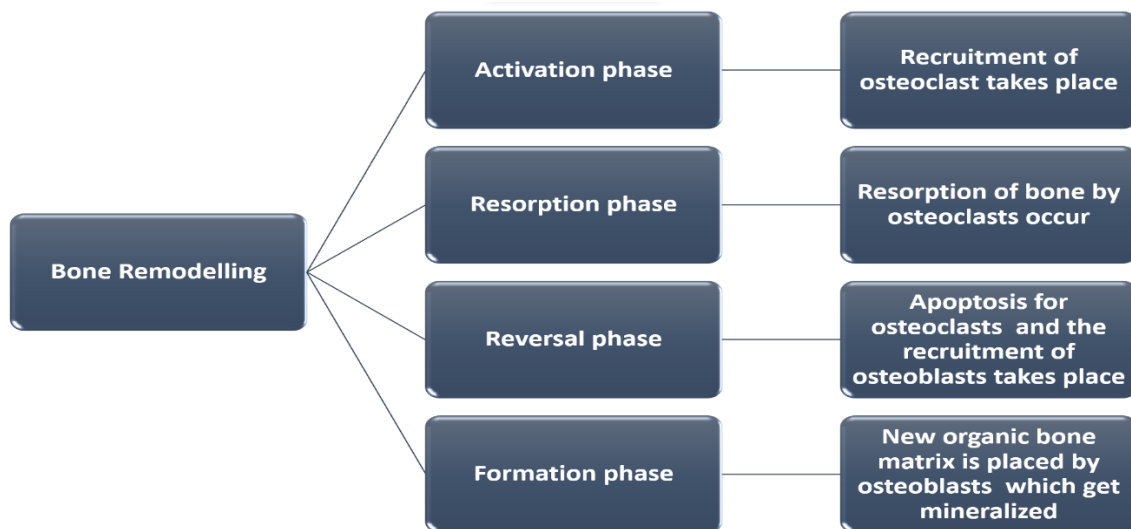 Bone Remodelling
Activation phase
Recruitment of
osteoclast takes place
Resorption phase
Resorption of bone by
osteoclasts occur
Reversal phase
Apoptosis for
osteoclasts and the
recruitment of
osteoblasts takes place
Formation phase
New organic bone
matrix is placed by
osteoblasts which get
mineralized